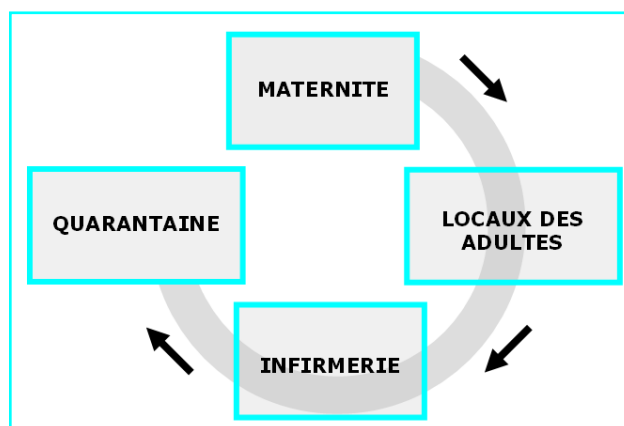 MATERNITE
QUARANTAINE
LOCAUX DES
ADULTES
INFIRMERIE